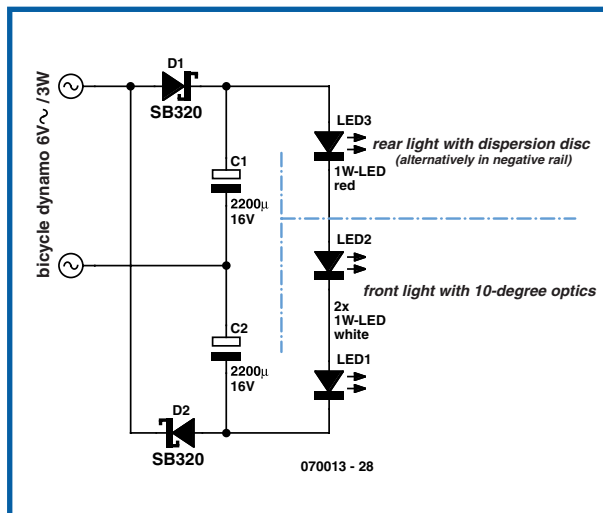 bicycle dynamo 6V~ / 3W
D1
SB320
C1
2200µ
16V
C2
2200µ
16V
D2
SB320
LED3
1W-LED
red
rear light with dispersion disc
(alternatively in negative rail)
LED2
front light with 10-degree optics
2x
1W-LED
white
LED1
070013 - 28